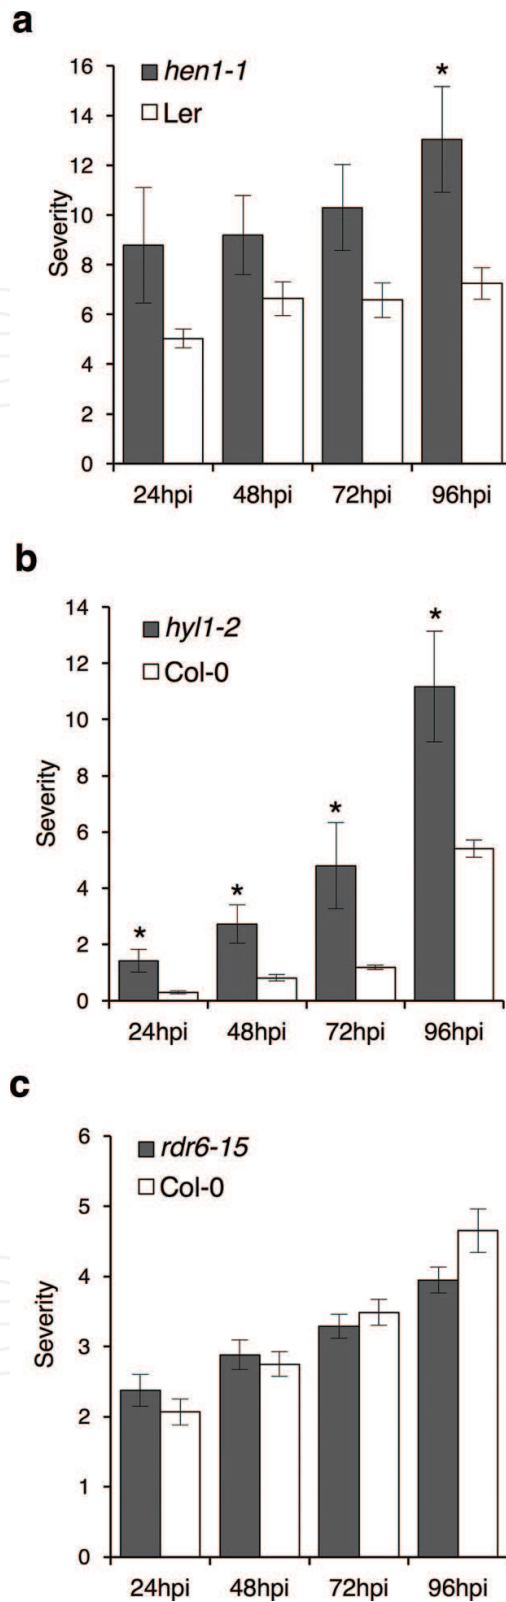 a
16
14
12
10
8
6
4
2
0
Severity
hen1-1
Ler
*
24hpi 48hpi 72hpi 96hpi
b
14
12
10
8
6
4
2
0
Severity
hyl1-2
Col-0
* * * *
24hpi 48hpi 72hpi 96hpi
c
6
5
4
3
2
1
0
Severity
rdr6-15
Col-0
24hpi 48hpi 72hpi 96hpi